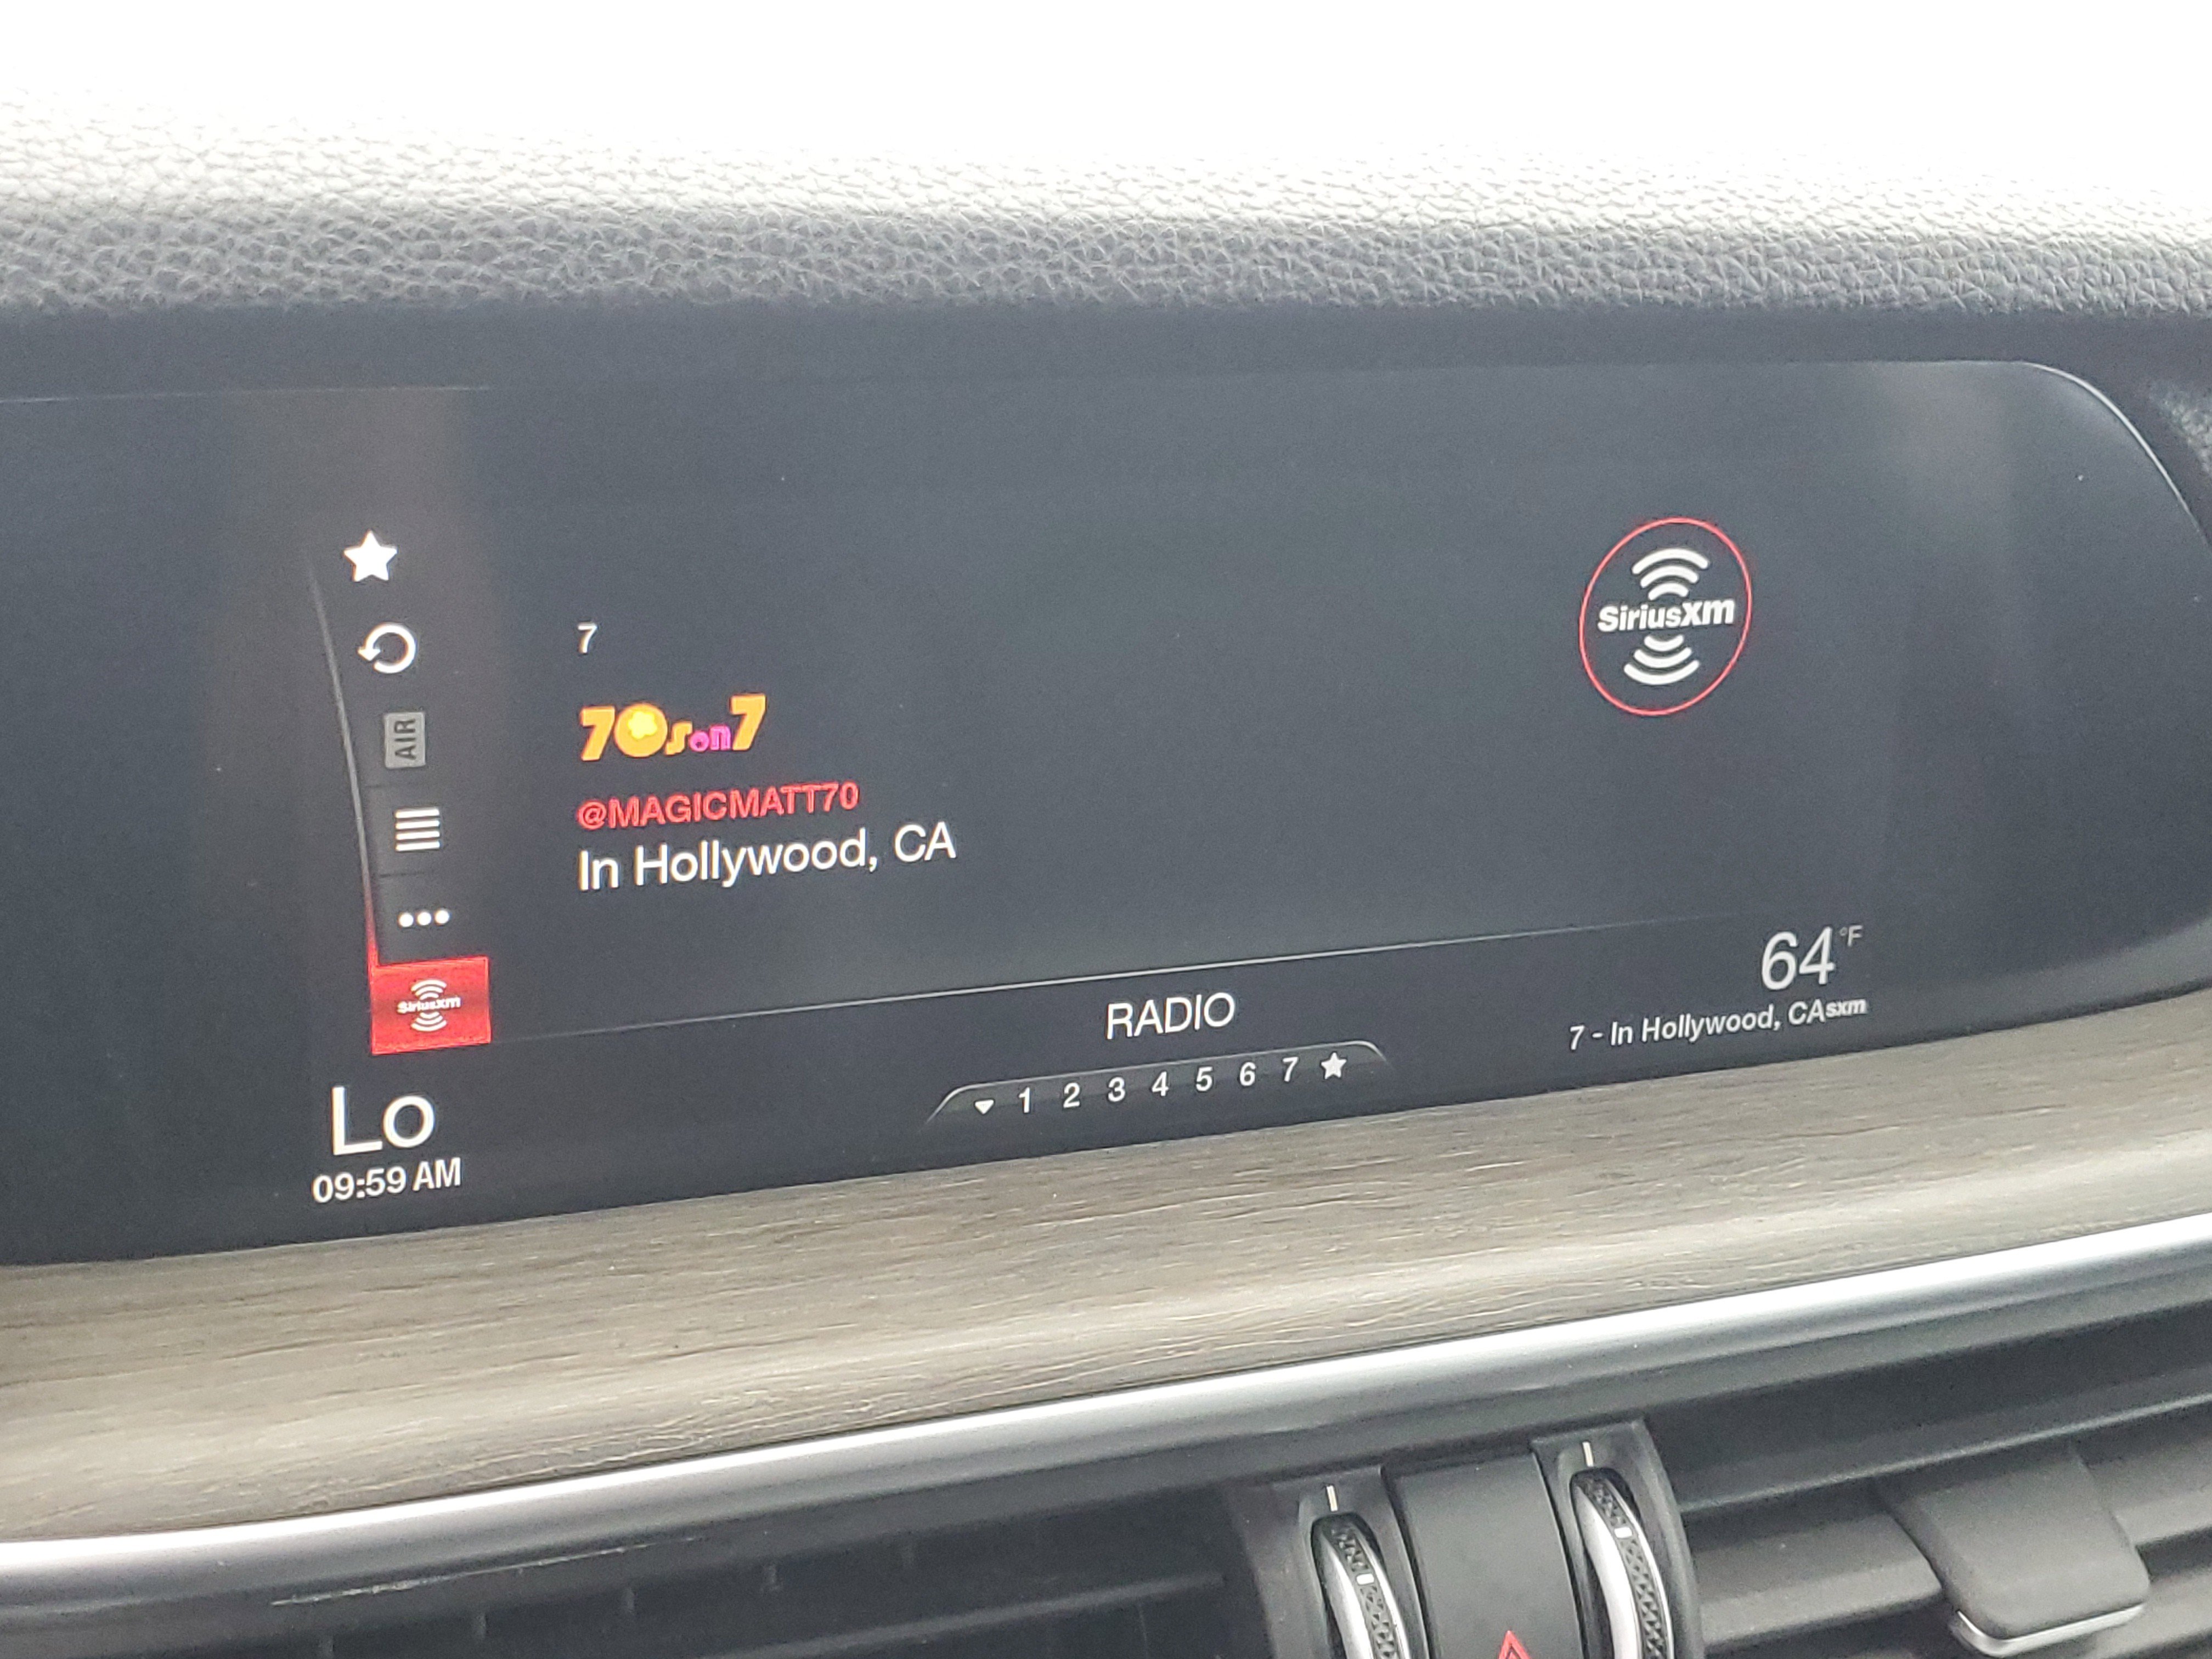 7
70s on 7
@MAGICMATT70
In Hollywood, CA
SiriusXM
AIR
SiriusXM
RADIO
64°F
7 - In Hollywood, CAsxm
1 2 3 4 5 6 7
Lo
09:59 AM